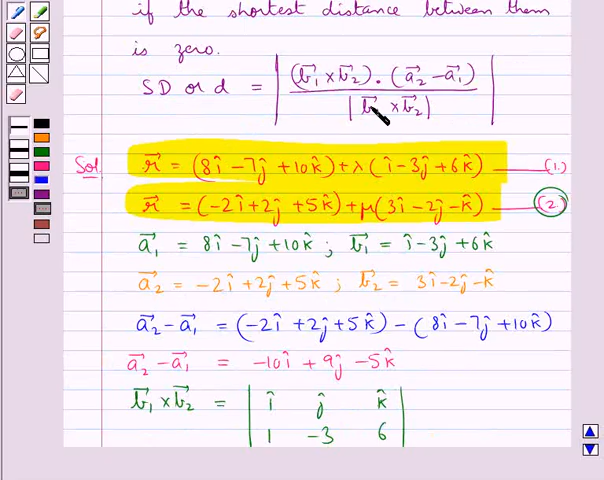 if the shortest distance between them
is zero.
SD or d = | (b⃗₁ × b⃗₂) . (a⃗₂ − a⃗₁) / |b⃗ × b⃗₂| |
Sol r⃗ = (8î − 7ĵ + 10k̂) + λ(î − 3ĵ + 6k̂) —— (1.)
r⃗ = (−2î + 2ĵ + 5k̂) + μ(3î − 2ĵ − k̂) —— (2)
a⃗₁ = 8î − 7ĵ + 10k̂ ; b⃗₁ = î − 3ĵ + 6k̂
a⃗₂ = −2î + 2ĵ + 5k̂ ; b⃗₂ = 3î − 2ĵ − k̂
a⃗₂ − a⃗₁ = (−2î + 2ĵ + 5k̂) − (8î − 7ĵ + 10k̂)
a⃗₂ − a⃗₁ = −10î + 9ĵ − 5k̂
b⃗₁ × b⃗₂ = | î ĵ k̂
1 −3 6 |